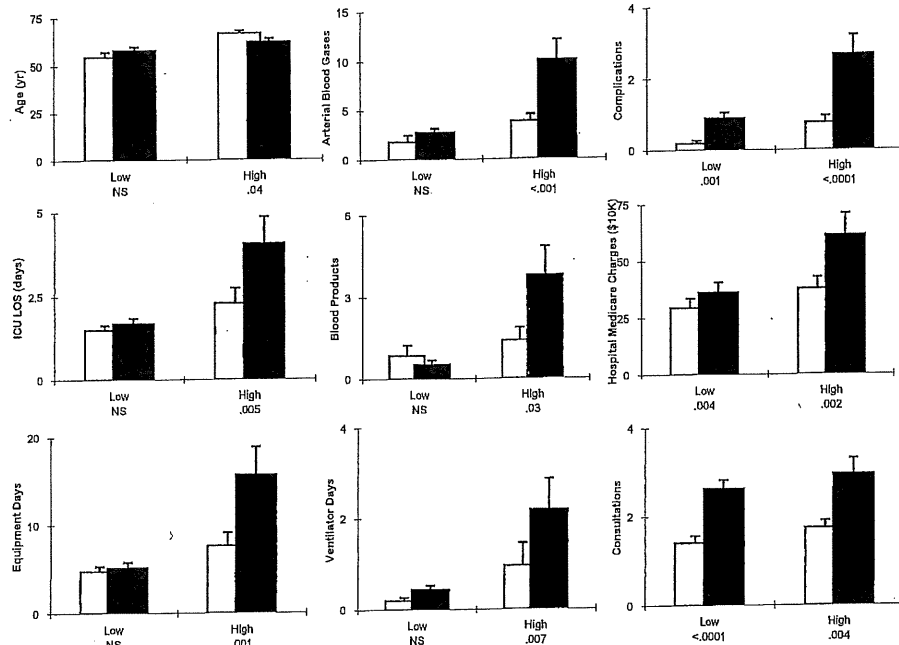 75
50
25
0
Age (yr)
Low
NS
High
.04
15
10
5
0
Arterial Blood Gases
Low
NS.
High
<.001
4
2
0
Complications
Low
.001
High
<.0001
5
2.5
0
ICU LOS (days)
Low
NS
High
.005
6
3
0
Blood Products
Low
NS
High
.03
75
50
25
0
Hospital Medicare Charges ($10K)
Low
.004
High
.002
20
10
0
Equipment Days
Low
NS
High
.001
4
2
0
Ventilator Days
Low
NS
High
.007
4
2
0
Consultations
Low
<.0001
High
.004